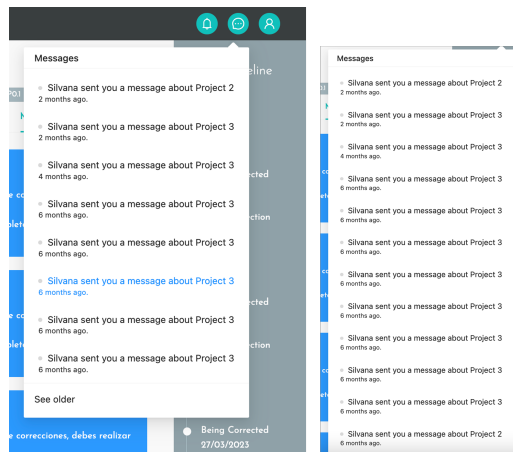 Messages
Silvana sent you a message about Project 2
2 months ago.
Silvana sent you a message about Project 3
2 months ago.
Silvana sent you a message about Project 3
4 months ago.
Silvana sent you a message about Project 3
6 months ago.
Silvana sent you a message about Project 3
6 months ago.
Silvana sent you a message about Project 3
6 months ago.
Silvana sent you a message about Project 3
6 months ago.
Silvana sent you a message about Project 3
6 months ago.
See older
eline
ected
ction
ected
ction
Being Corrected
27/03/2023
e correcciones, debes realizar
Messages
Silvana sent you a message about Project 2
2 months ago.
Silvana sent you a message about Project 3
2 months ago.
Silvana sent you a message about Project 3
4 months ago.
Silvana sent you a message about Project 3
6 months ago.
Silvana sent you a message about Project 3
6 months ago.
Silvana sent you a message about Project 3
6 months ago.
Silvana sent you a message about Project 3
6 months ago.
Silvana sent you a message about Project 3
6 months ago.
Silvana sent you a message about Project 3
6 months ago.
Silvana sent you a message about Project 3
6 months ago.
Silvana sent you a message about Project 3
6 months ago.
Silvana sent you a message about Project 2
6 months ago.